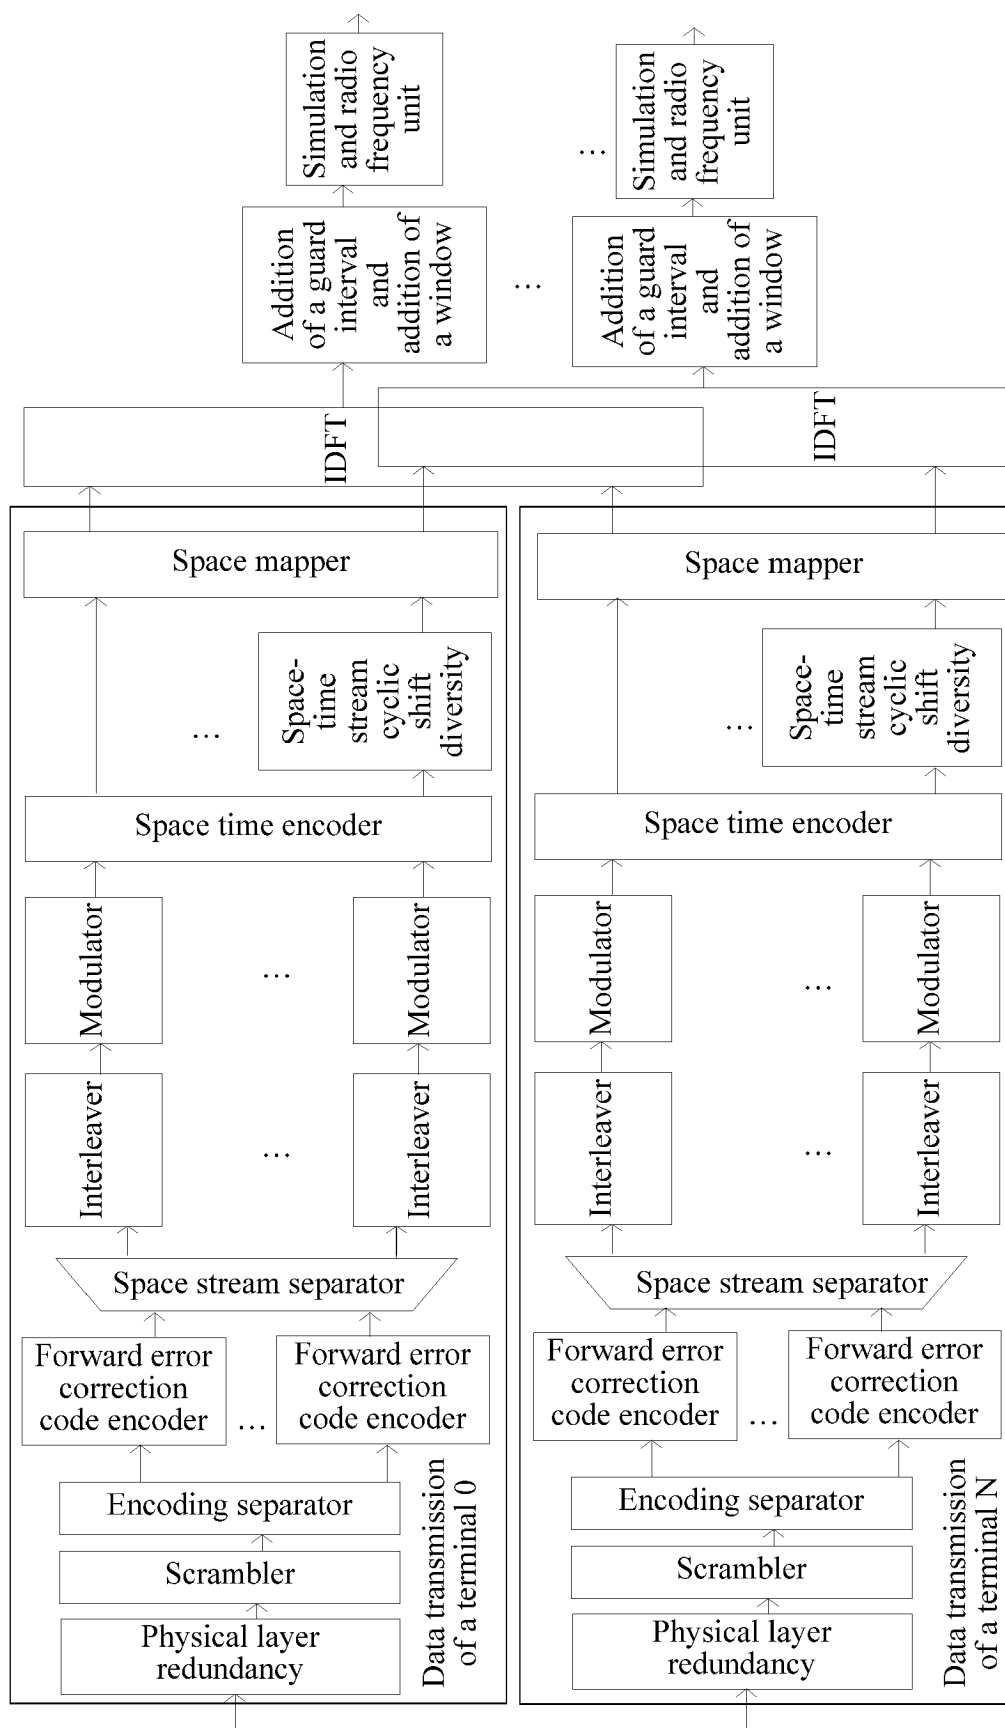 Simulation
and radio
frequency
unit
Simulation
and radio
frequency
unit
...
Addition
of a guard
interval
and
addition of
a window
...
Addition
of a guard
interval
and
addition of
a window
IDFT
IDFT
Space mapper
Space mapper
Space-
time
stream
cyclic
shift
diversity
...
Space-
time
stream
cyclic
shift
diversity
...
Space time encoder
Space time encoder
Modulator
...
Modulator
Modulator
...
Modulator
Interleaver
...
Interleaver
Interleaver
...
Interleaver
Space stream separator
Space stream separator
Forward error
correction
code encoder
...
Forward error
correction
code encoder
Forward error
correction
code encoder
...
Forward error
correction
code encoder
Encoding separator
Encoding separator
Scrambler
Scrambler
Physical layer
redundancy
Physical layer
redundancy
Data transmission
of a terminal 0
Data transmission
of a terminal N